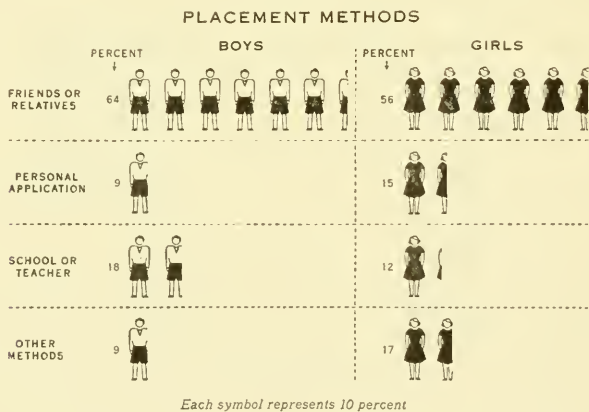 PLACEMENT METHODS
BOYS
GIRLS
PERCENT
PERCENT
FRIENDS OR
RELATIVES
64
56
PERSONAL
APPLICATION
9
15
SCHOOL OR
TEACHER
18
12
OTHER
METHODS
9
17
Each symbol represents 10 percent